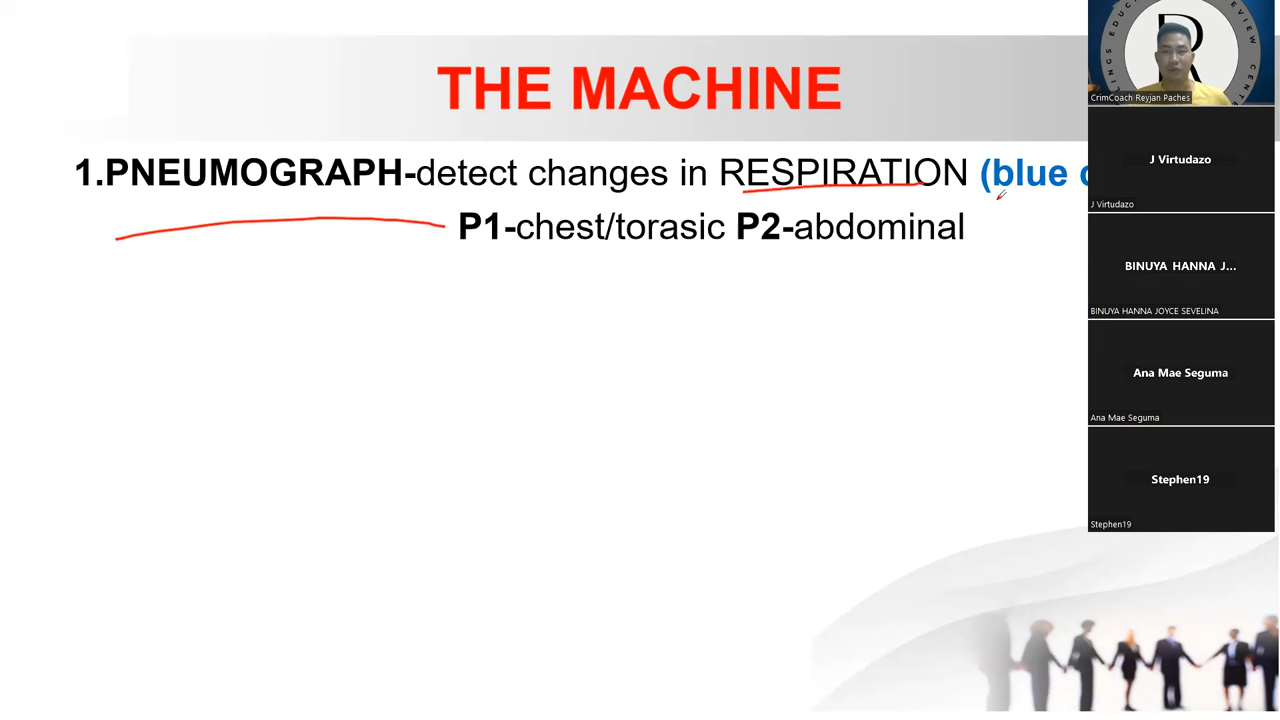 THE MACHINE
1.PNEUMOGRAPH-detect changes in RESPIRATION (blue
P1-chest/torasic P2-abdominal
R
CrimCoach Reyjan Paches
J Virtudazo
J Virtudazo
BINUYA HANNA J...
BINUYA HANNA JOYCE SEVELINA
Ana Mae Seguma
Ana Mae Seguma
Stephen19
Stephen19